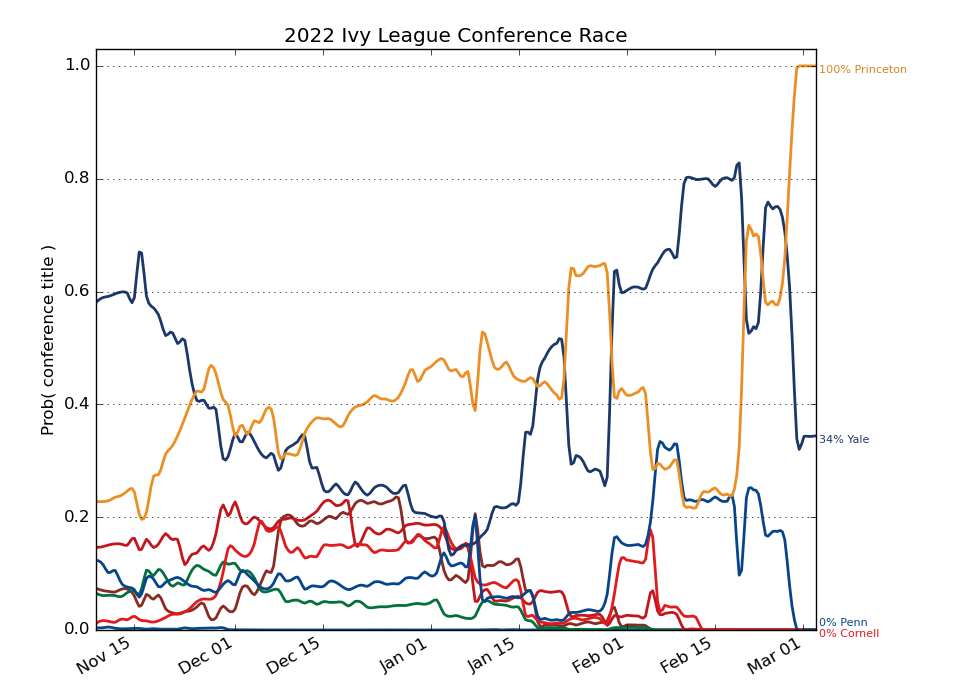 2022 Ivy League Conference Race
Prob( conference title )
1.0
0.8
0.6
0.4
0.2
0.0
Nov 15
Dec 01
Dec 15
Jan 01
Jan 15
Feb 01
Feb 15
Mar 01
100% Princeton
34% Yale
0% Penn
0% Cornell